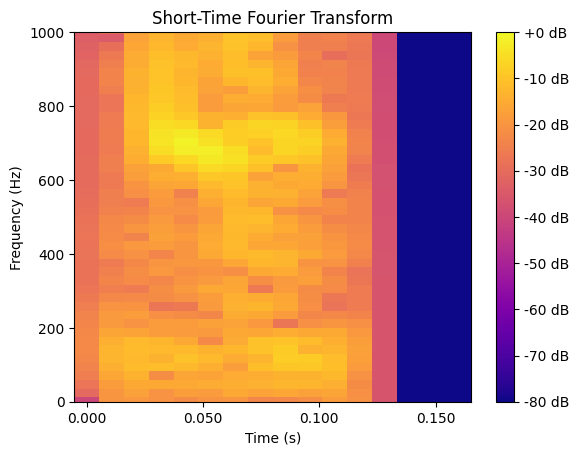 Short-Time Fourier Transform
1000
800
600
400
200
0
Frequency (Hz)
0.000
0.050
0.100
0.150
Time (s)
+0 dB
-10 dB
-20 dB
-30 dB
-40 dB
-50 dB
-60 dB
-70 dB
-80 dB